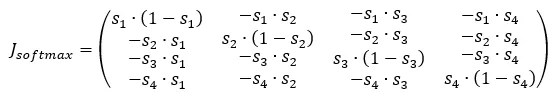 J_softmax = ( s₁ · (1 − s₁) −s₁ · s₂ −s₁ · s₃ −s₁ · s₄
−s₂ · s₁ s₂ · (1 − s₂) −s₂ · s₃ −s₂ · s₄
−s₃ · s₁ −s₃ · s₂ s₃ · (1 − s₃) −s₃ · s₄
−s₄ · s₁ −s₄ · s₂ −s₄ · s₃ s₄ · (1 − s₄) )